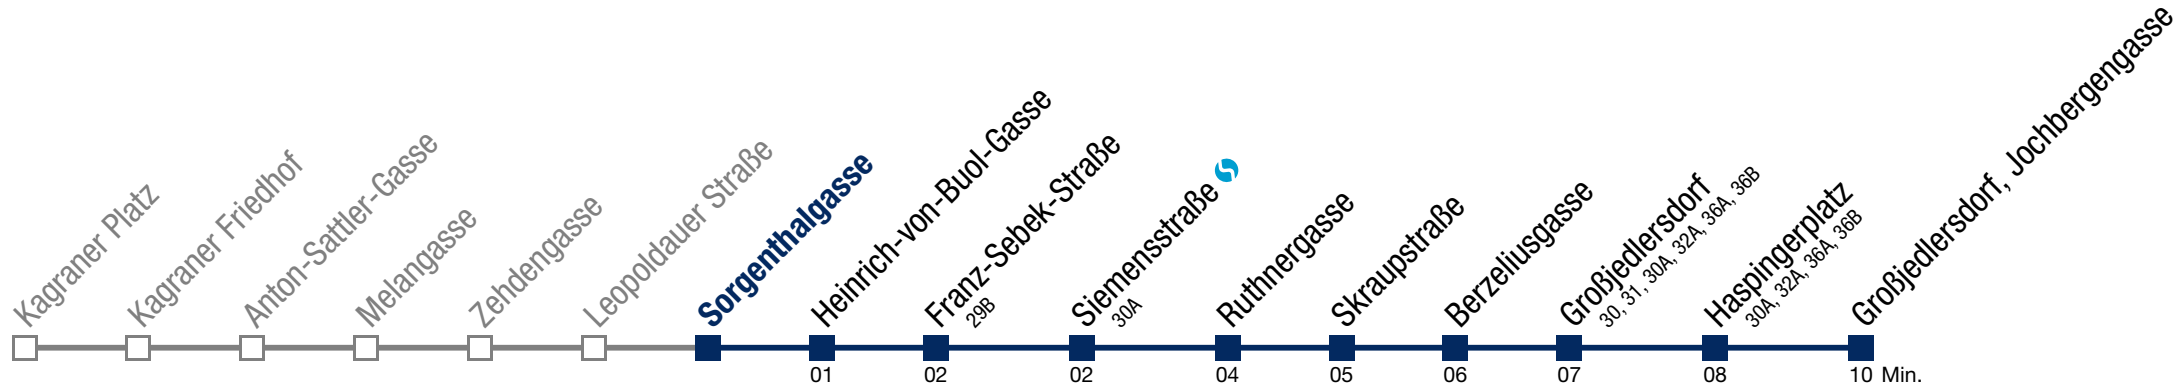 Kagraner Platz
Kagraner Friedhof
Anton-Sattler-Gasse
Melangasse
Zehdengasse
Leopoldauer Straße
Sorgenthalgasse
Heinrich-von-Buol-Gasse
Franz-Sebek-Straße
29B
Siemensstraße
30A
Ruthnergasse
Skraupstraße
Berzeliusgasse
Großjedlersdorf
30, 31, 30A, 32A, 36A, 36B
Haspingerplatz
30A, 32A, 36A, 36B
Großjedlersdorf, Jochbergengasse
01 02 02 04 05 06 07 08 10 Min.